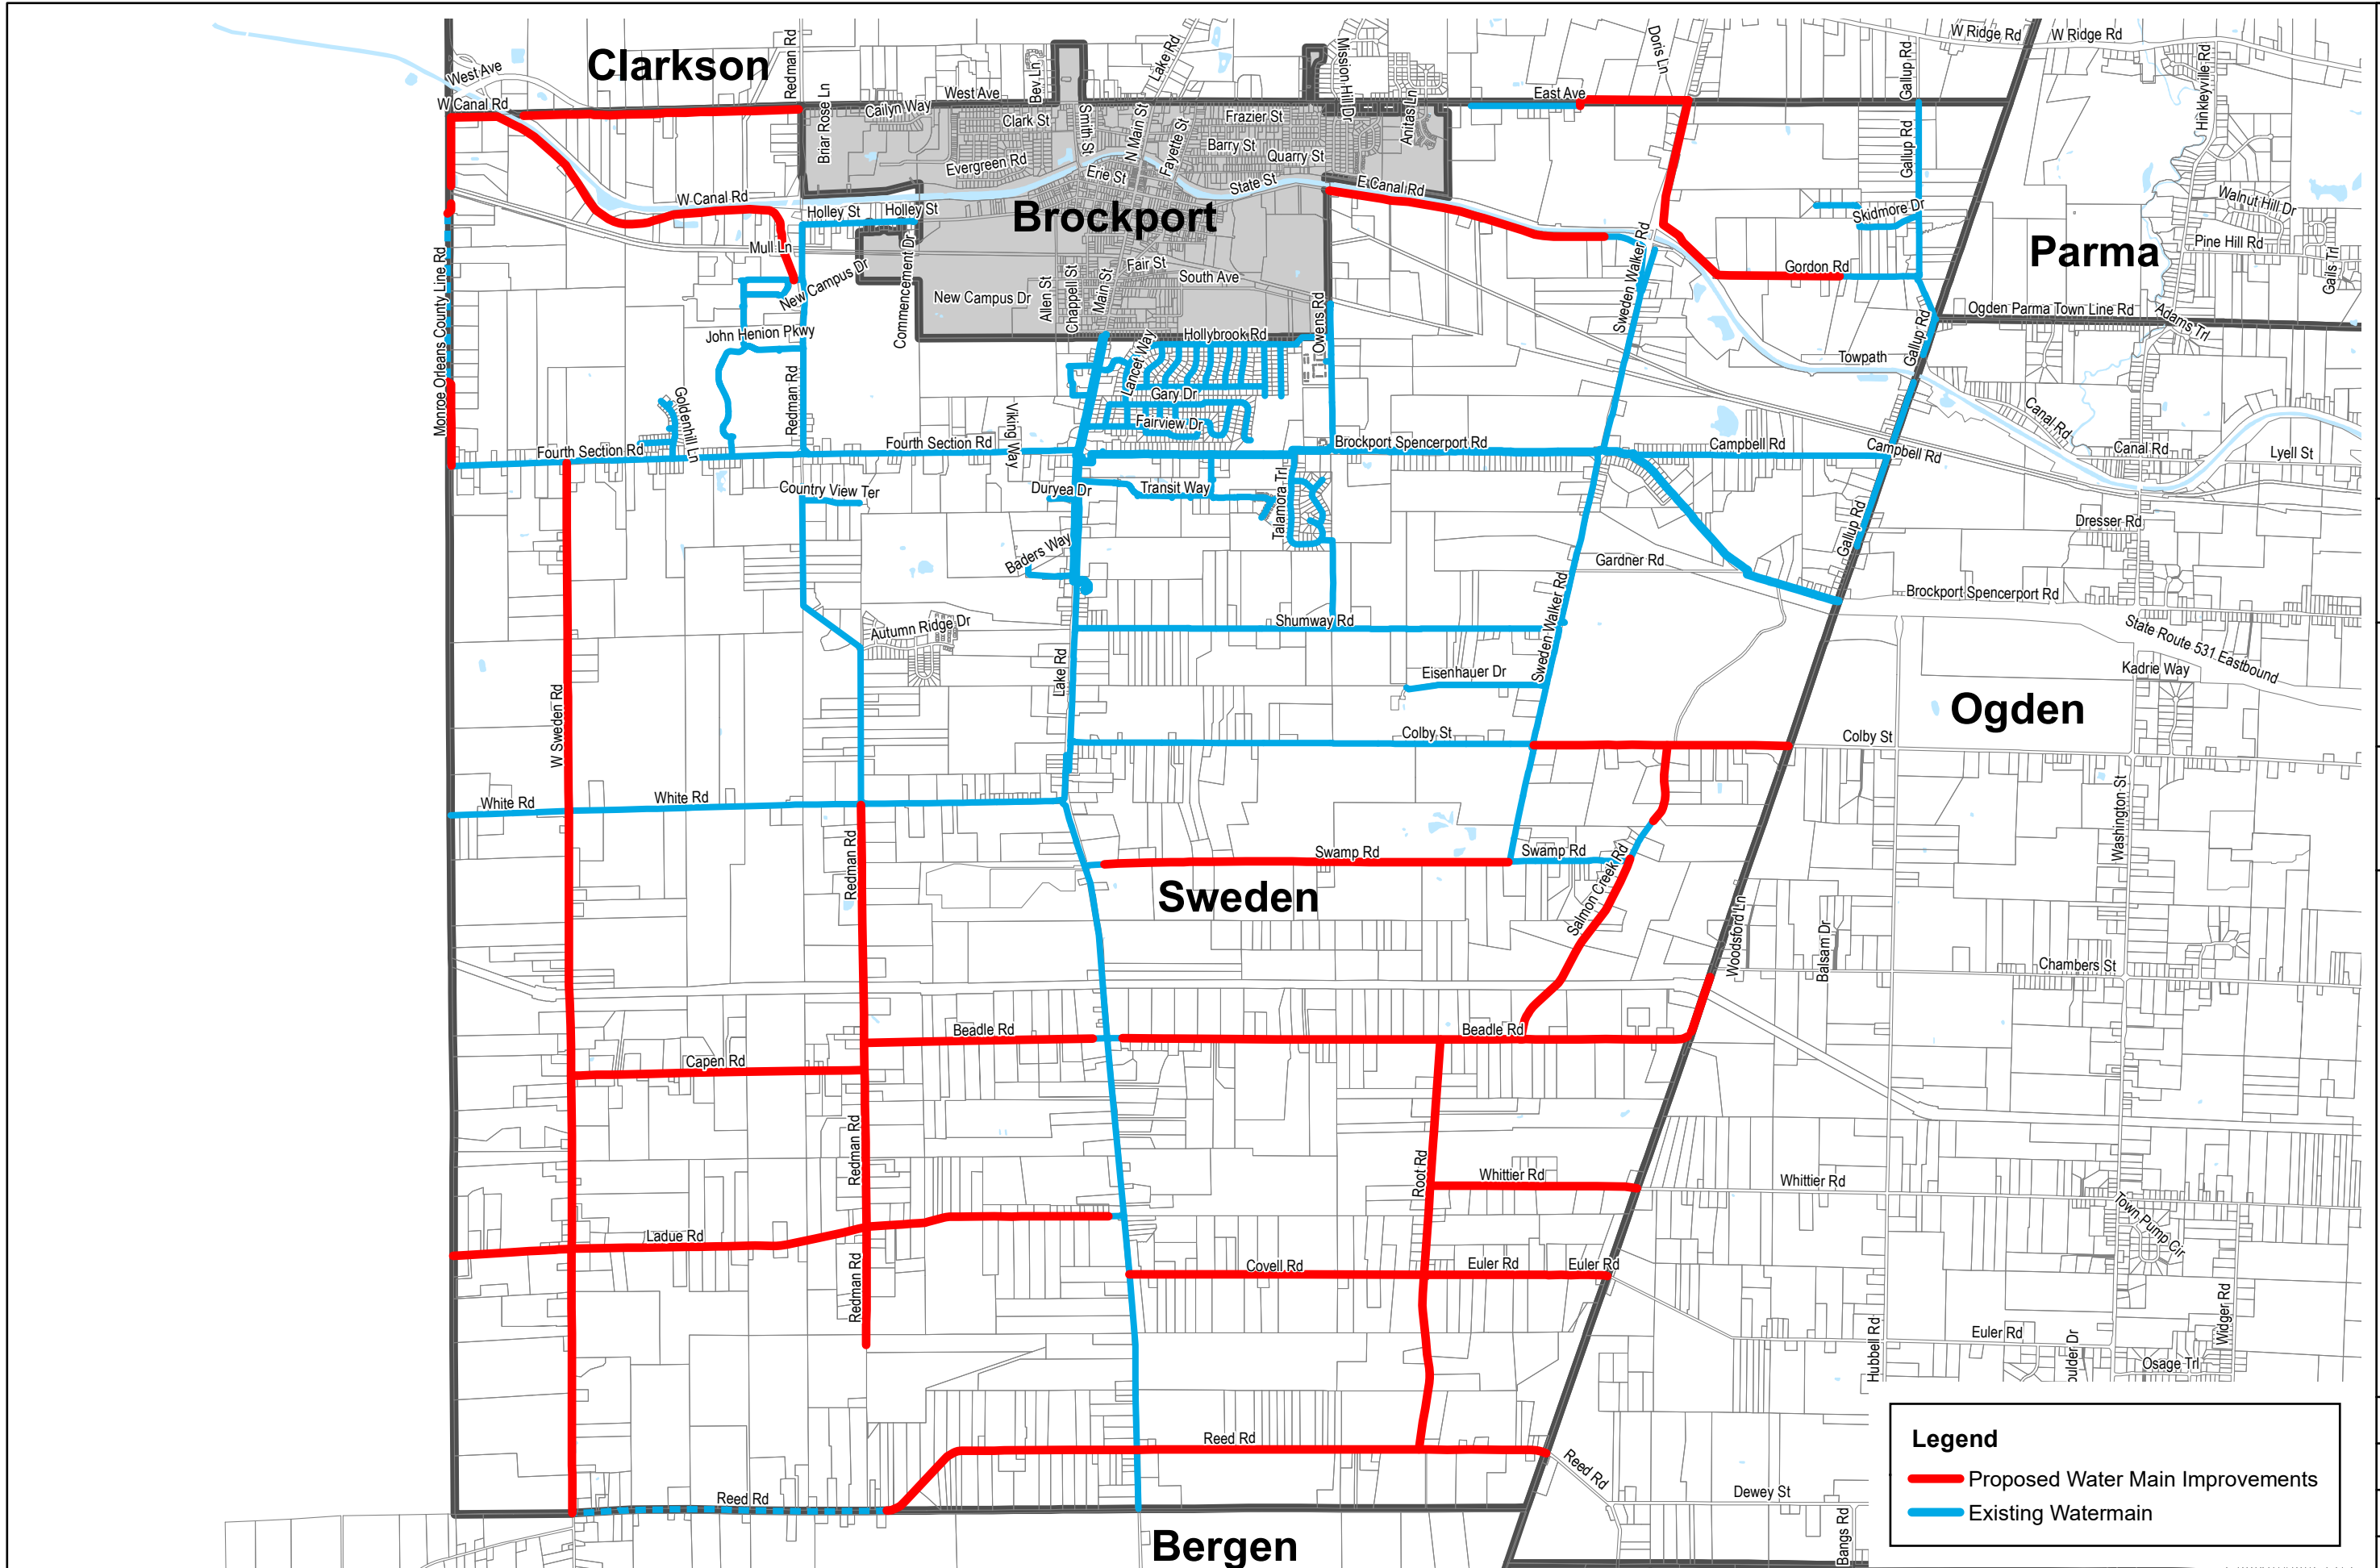 W Ridge Rd
W Ridge Rd
Doris Ln
Redman Rd
Lake Rd
Mission Hill Dr
Gallup Rd
Hinkleyville Rd
Clarkson
West Ave
Bev Ln
W Canal Rd
West Ave
East Ave
Cailyn Way
Briar Rose Ln
Clark St
Smith St
N Main St
Fayette St
Frazier St
Anitas Ln
Barry St
Quarry St
Gallup Rd
Evergreen Rd
Erie St
State St
E Canal Rd
W Canal Rd
Holley St
Holley St
Brockport
Walnut Hill Dr
Skidmore Dr
Pine Hill Rd
Gails Trl
Parma
Mull Ln
New Campus Dr
Commencement Dr
Fair St
South Ave
New Campus Dr
Allen St
Chappell St
Main St
Owens Rd
Sweden Walker Rd
Gordon Rd
Ogden Parma Town Line Rd
Adams Trl
Monroe Orleans County Line Rd
John Henion Pkwy
Hollybrook Rd
Lancet Way
Gallup Rd
Towpath
Redman Rd
Goldenhill Ln
Gary Dr
Fairview Dr
Viking Way
Canal Rd
Fourth Section Rd
Fourth Section Rd
Brockport Spencerport Rd
Campbell Rd
Campbell Rd
Canal Rd
Lyell St
Country View Ter
Duryea Dr
Transit Way
Talamora Trl
Gallup Rd
Dresser Rd
Baders Way
Gardner Rd
Brockport Spencerport Rd
Autumn Ridge Dr
Shumway Rd
Sweden Walker Rd
State Route 531 Eastbound
Lake Rd
Eisenhauer Dr
Kadrie Way
W Sweden Rd
Ogden
Colby St
Colby St
White Rd
White Rd
Washington St
Redman Rd
Swamp Rd
Swamp Rd
Salmon Creek Rd
Sweden
Woodsford Ln
Balsam Dr
Chambers St
Beadle Rd
Beadle Rd
Capen Rd
Redman Rd
Root Rd
Whittier Rd
Whittier Rd
Town Pump Cir
Ladue Rd
Redman Rd
Covell Rd
Euler Rd
Euler Rd
Widger Rd
Hubbell Rd
Euler Rd
oulder Dr
Osage Trl
Reed Rd
Reed Rd
Reed Rd
Dewey St
Bangs Rd
Bergen
Legend
Proposed Water Main Improvements
Existing Watermain